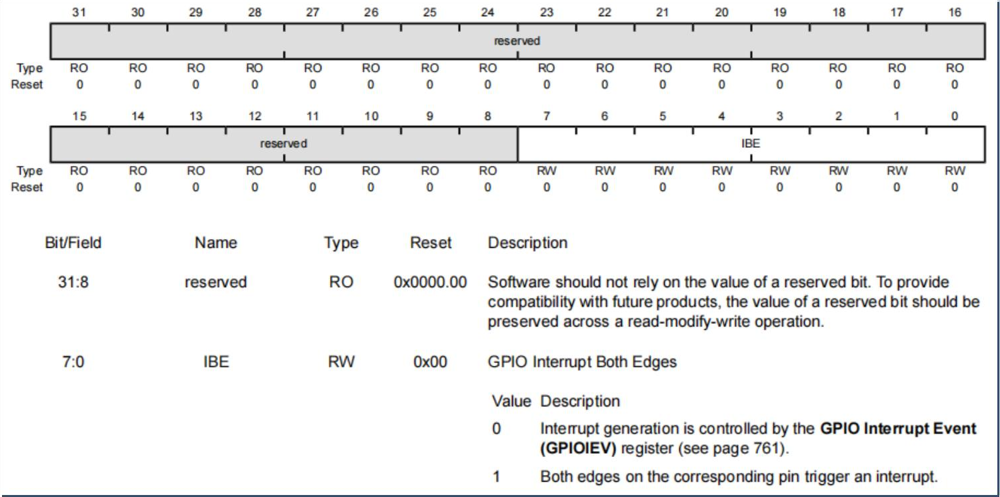 31 30 29 28 27 26 25 24 23 22 21 20 19 18 17 16
reserved
Type RO RO RO RO RO RO RO RO RO RO RO RO RO RO RO RO
Reset 0 0 0 0 0 0 0 0 0 0 0 0 0 0 0 0
15 14 13 12 11 10 9 8 7 6 5 4 3 2 1 0
reserved IBE
Type RO RO RO RO RO RO RO RO RW RW RW RW RW RW RW RW
Reset 0 0 0 0 0 0 0 0 0 0 0 0 0 0 0 0
Bit/Field Name Type Reset Description
31:8 reserved RO 0x0000.00 Software should not rely on the value of a reserved bit. To provide
compatibility with future products, the value of a reserved bit should be
preserved across a read-modify-write operation.
7:0 IBE RW 0x00 GPIO Interrupt Both Edges
Value Description
0 Interrupt generation is controlled by the GPIO Interrupt Event
(GPIOIEV) register (see page 761).
1 Both edges on the corresponding pin trigger an interrupt.